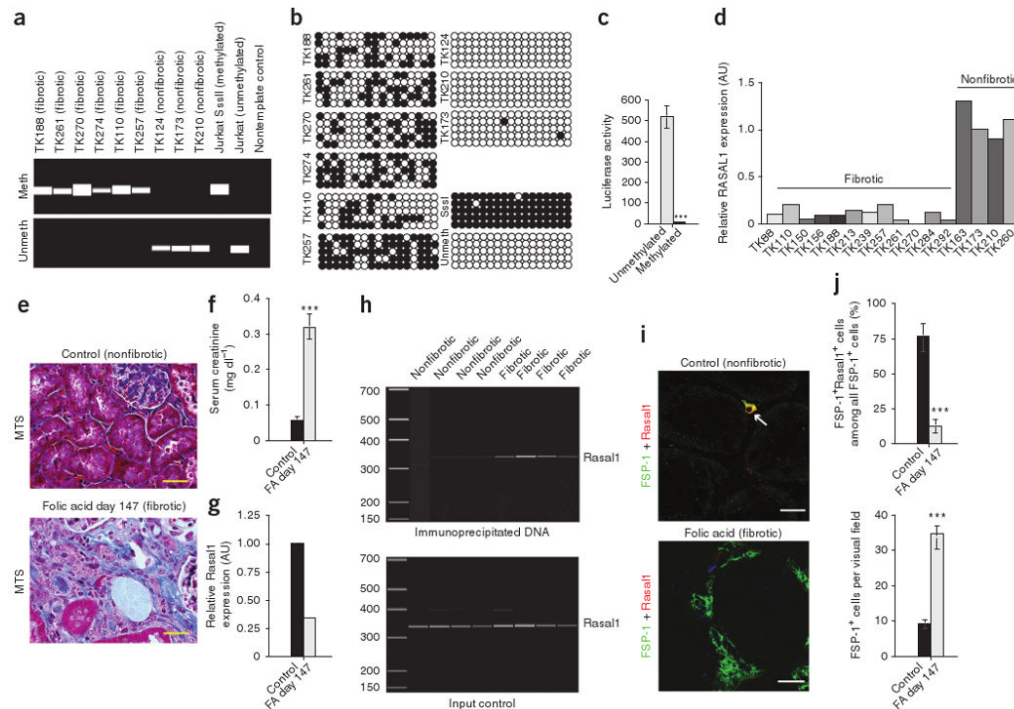 a
TK188 (fibrotic)
TK261 (fibrotic)
TK270 (fibrotic)
TK274 (fibrotic)
TK110 (fibrotic)
TK257 (fibrotic)
TK124 (nonfibrotic)
TK173 (nonfibrotic)
TK210 (nonfibrotic)
Jurkat SssII (methylated)
Jurkat (unmethylated)
Nontemplate control
Meth
Unmeth
b
TK188
TK261
TK270
TK274
TK110
TK257
TK124
TK210
TK173
SssI
Unmeth
c
Luciferase activity
600
500
400
300
200
100
0
***
Unmethylated
Methylated
d
Relative RASAL1 expression (AU)
1.50
1.25
1.00
0.75
0.50
0.25
0
Fibrotic
Nonfibrotic
TK88
TK110
TK150
TK156
TK188
TK213
TK239
TK257
TK261
TK270
TK284
TK292
TK163
TK173
TK210
TK260
e
Control (nonfibrotic)
MTS
Folic acid day 147 (fibrotic)
MTS
f
Serum creatinine
(mg dl⁻¹)
0.4
0.3
0.2
0.1
0
***
Control
FA day 147
g
Relative Rasal1
expression (AU)
1.25
1.00
0.75
0.50
0.25
0
Control
FA day 147
h
Nonfibrotic
Nonfibrotic
Nonfibrotic
Nonfibrotic
Fibrotic
Fibrotic
Fibrotic
Fibrotic
700
500
400
300
200
150
Rasal1
Immunoprecipitated DNA
700
500
400
300
200
150
Rasal1
Input control
i
Control (nonfibrotic)
FSP-1 + Rasal1
Folic acid (fibrotic)
FSP-1 + Rasal1
j
FSP-1⁺Rasal1⁺ cells
among all FSP-1⁺ cells (%)
100
75
50
25
0
***
Control
FA day 147
FSP-1⁺ cells per visual field
40
30
20
10
0
***
Control
FA day 147